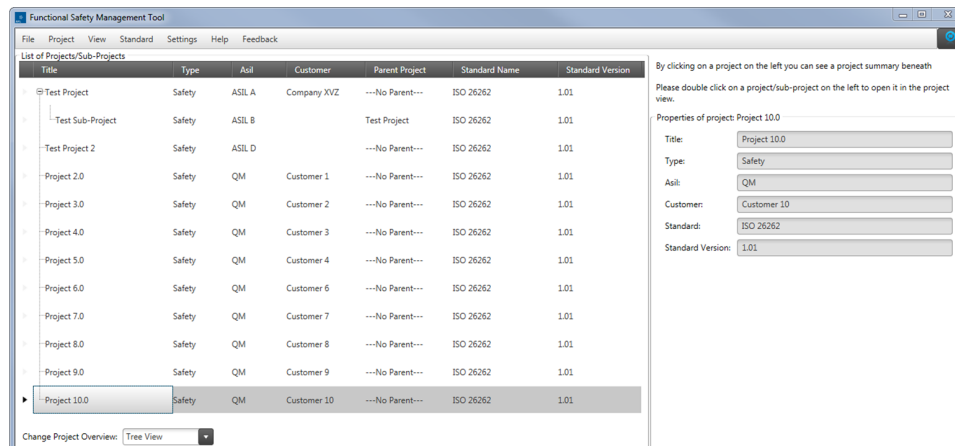 Functional Safety Management Tool
File Project View Standard Settings Help Feedback
List of Projects/Sub-Projects
Title Type Asil Customer Parent Project Standard Name Standard Version
Test Project Safety ASIL A Company XVZ ---No Parent--- ISO 26262 1.01
Test Sub-Project Safety ASIL B Test Project ISO 26262 1.01
Test Project 2 Safety ASIL D ---No Parent--- ISO 26262 1.01
Project 2.0 Safety QM Customer 1 ---No Parent--- ISO 26262 1.01
Project 3.0 Safety QM Customer 2 ---No Parent--- ISO 26262 1.01
Project 4.0 Safety QM Customer 3 ---No Parent--- ISO 26262 1.01
Project 5.0 Safety QM Customer 4 ---No Parent--- ISO 26262 1.01
Project 6.0 Safety QM Customer 6 ---No Parent--- ISO 26262 1.01
Project 7.0 Safety QM Customer 7 ---No Parent--- ISO 26262 1.01
Project 8.0 Safety QM Customer 8 ---No Parent--- ISO 26262 1.01
Project 9.0 Safety QM Customer 9 ---No Parent--- ISO 26262 1.01
Project 10.0 Safety QM Customer 10 ---No Parent--- ISO 26262 1.01
Change Project Overview: Tree View
By clicking on a project on the left you can see a project summary beneath
Please double click on a project/sub-project on the left to open it in the project
view.
Properties of project: Project 10.0
Title: Project 10.0
Type: Safety
Asil: QM
Customer: Customer 10
Standard: ISO 26262
Standard Version: 1.01